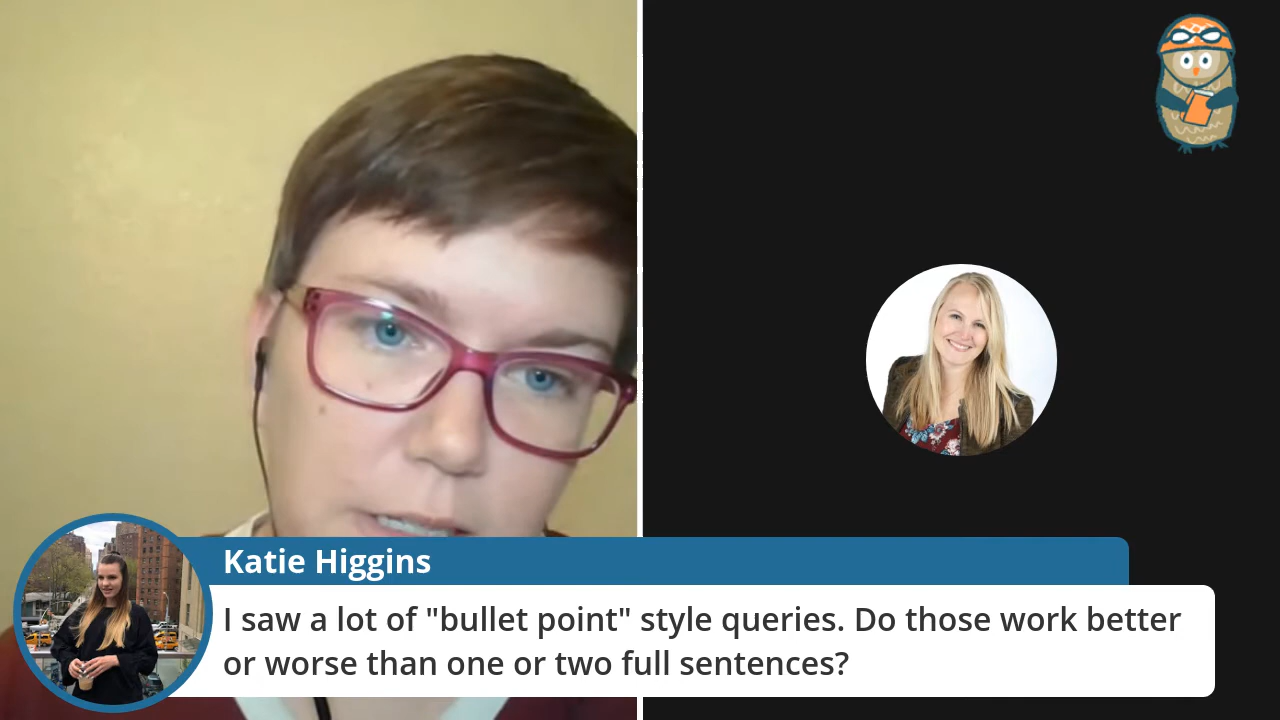 Katie Higgins
I saw a lot of "bullet point" style queries. Do those work better
or worse than one or two full sentences?